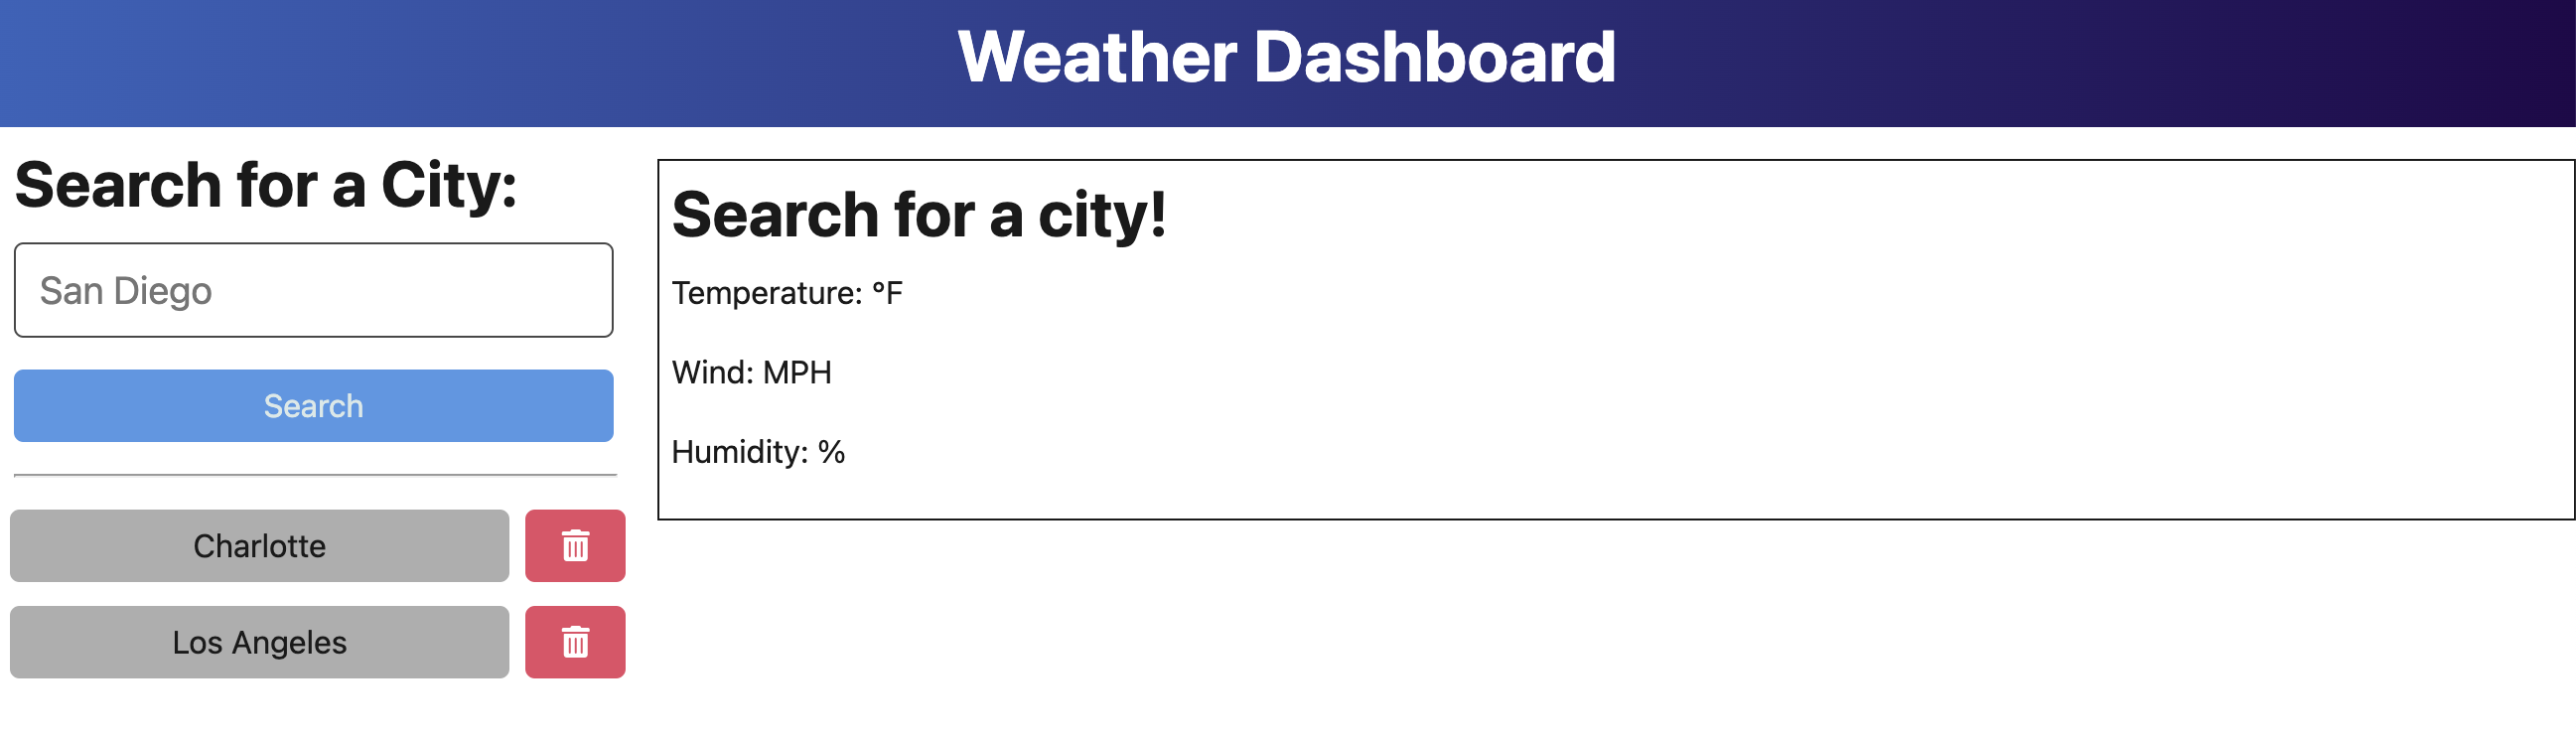 Weather Dashboard
Search for a City:
San Diego
Search
Charlotte
Los Angeles
Search for a city!
Temperature: °F
Wind: MPH
Humidity: %